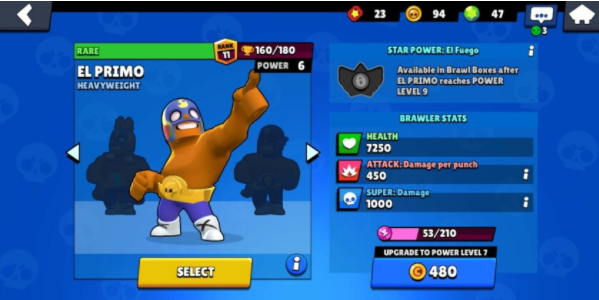 23
94
47
3
RARE
RANK
11
160/180
POWER 6
EL PRIMO
HEAVYWEIGHT
SELECT
i
STAR POWER: El Fuego
i
Available in Brawl Boxes after
EL PRIMO reaches POWER
LEVEL 9
BRAWLER STATS
HEALTH
7250
ATTACK: Damage per punch
450
i
SUPER: Damage
1000
i
53/210
UPGRADE TO POWER LEVEL 7
480